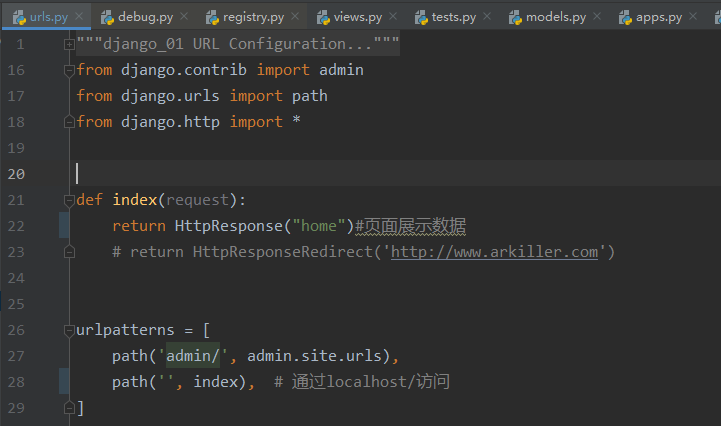 urls.py debug.py registry.py views.py tests.py models.py apps.py
1 """django_01 URL Configuration..."""
16 from django.contrib import admin
17 from django.urls import path
18 from django.http import *
19
20
21 def index(request):
22 return HttpResponse("home")#页面展示数据
23 # return HttpResponseRedirect('http://www.arkiller.com')
24
25
26 urlpatterns = [
27 path('admin/', admin.site.urls),
28 path('', index),  # 通过localhost/访问
29 ]